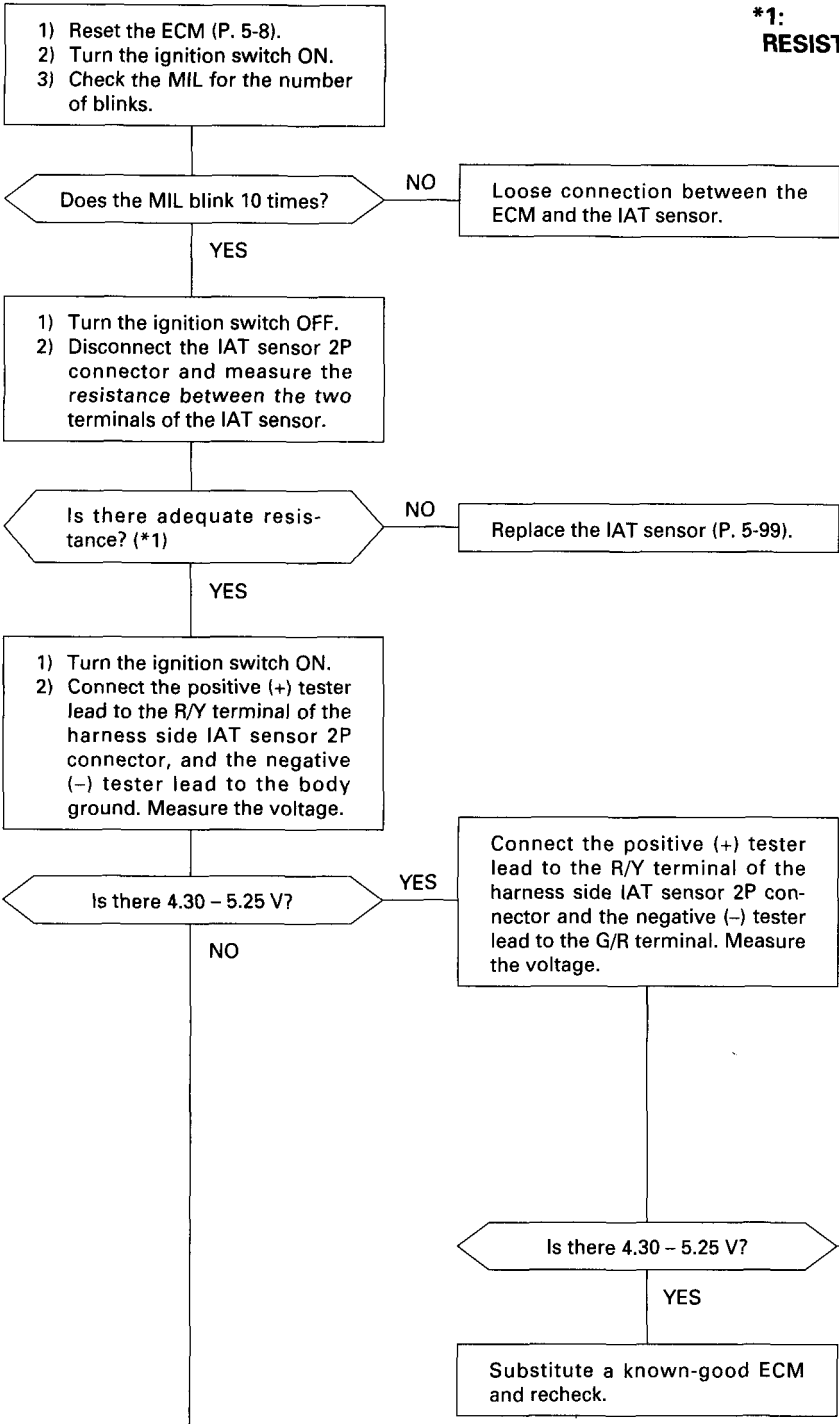 *1:
RESIST
1) Reset the ECM (P. 5-8).
2) Turn the ignition switch ON.
3) Check the MIL for the number
of blinks.
Does the MIL blink 10 times?
NO
Loose connection between the
ECM and the IAT sensor.
YES
1) Turn the ignition switch OFF.
2) Disconnect the IAT sensor 2P
connector and measure the
resistance between the two
terminals of the IAT sensor.
Is there adequate resis-
tance? (*1)
NO
Replace the IAT sensor (P. 5-99).
YES
1) Turn the ignition switch ON.
2) Connect the positive (+) tester
lead to the R/Y terminal of the
harness side IAT sensor 2P
connector, and the negative
(–) tester lead to the body
ground. Measure the voltage.
Is there 4.30 – 5.25 V?
YES
Connect the positive (+) tester
lead to the R/Y terminal of the
harness side IAT sensor 2P con-
nector and the negative (–) tester
lead to the G/R terminal. Measure
the voltage.
NO
Is there 4.30 – 5.25 V?
YES
Substitute a known-good ECM
and recheck.